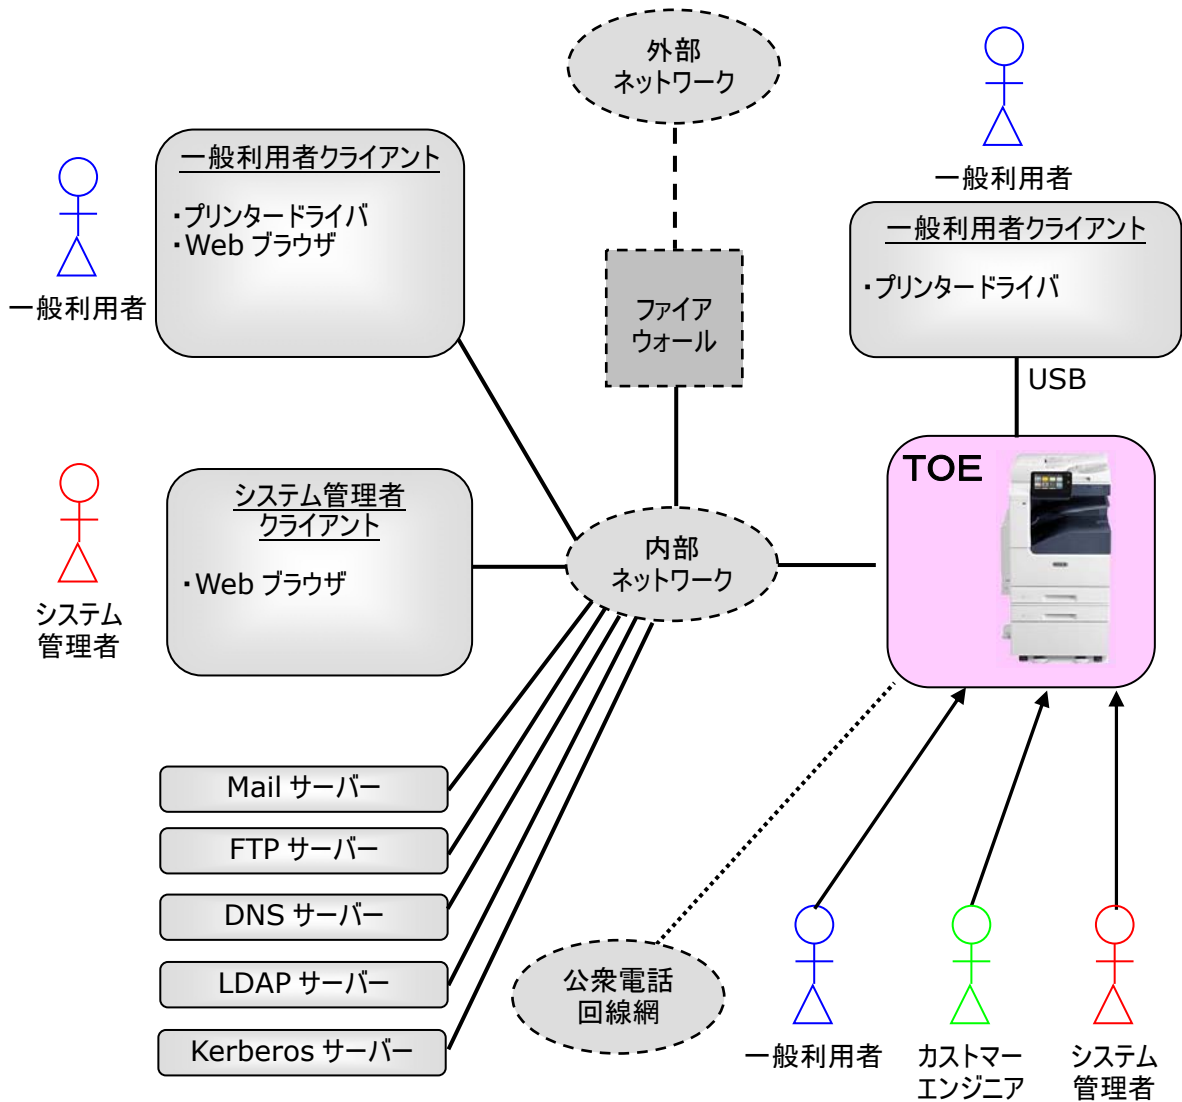 外部
ネットワーク
一般利用者
一般利用者クライアント
・プリンタードライバ
・Web ブラウザ
一般利用者
一般利用者クライアント
・プリンタードライバ
ファイア
ウォール
USB
TOE
システム管理者
クライアント
・Web ブラウザ
内部
ネットワーク
システム
管理者
Mail サーバー
FTP サーバー
DNS サーバー
LDAP サーバー
Kerberos サーバー
公衆電話
回線網
一般利用者
カストマー
エンジニア
システム
管理者